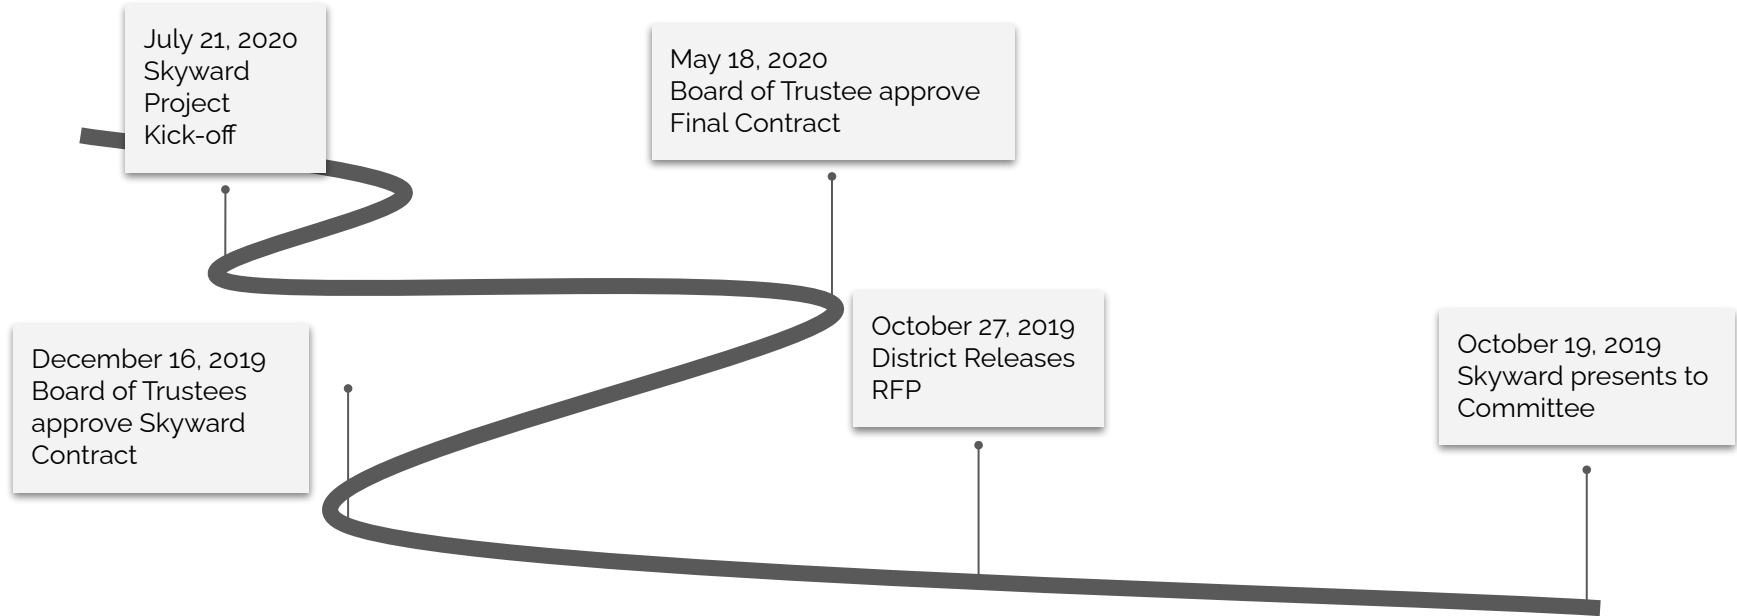 July 21, 2020
Skyward
Project
Kick-off
May 18, 2020
Board of Trustee approve
Final Contract
December 16, 2019
Board of Trustees
approve Skyward
Contract
October 27, 2019
District Releases
RFP
October 19, 2019
Skyward presents to
Committee